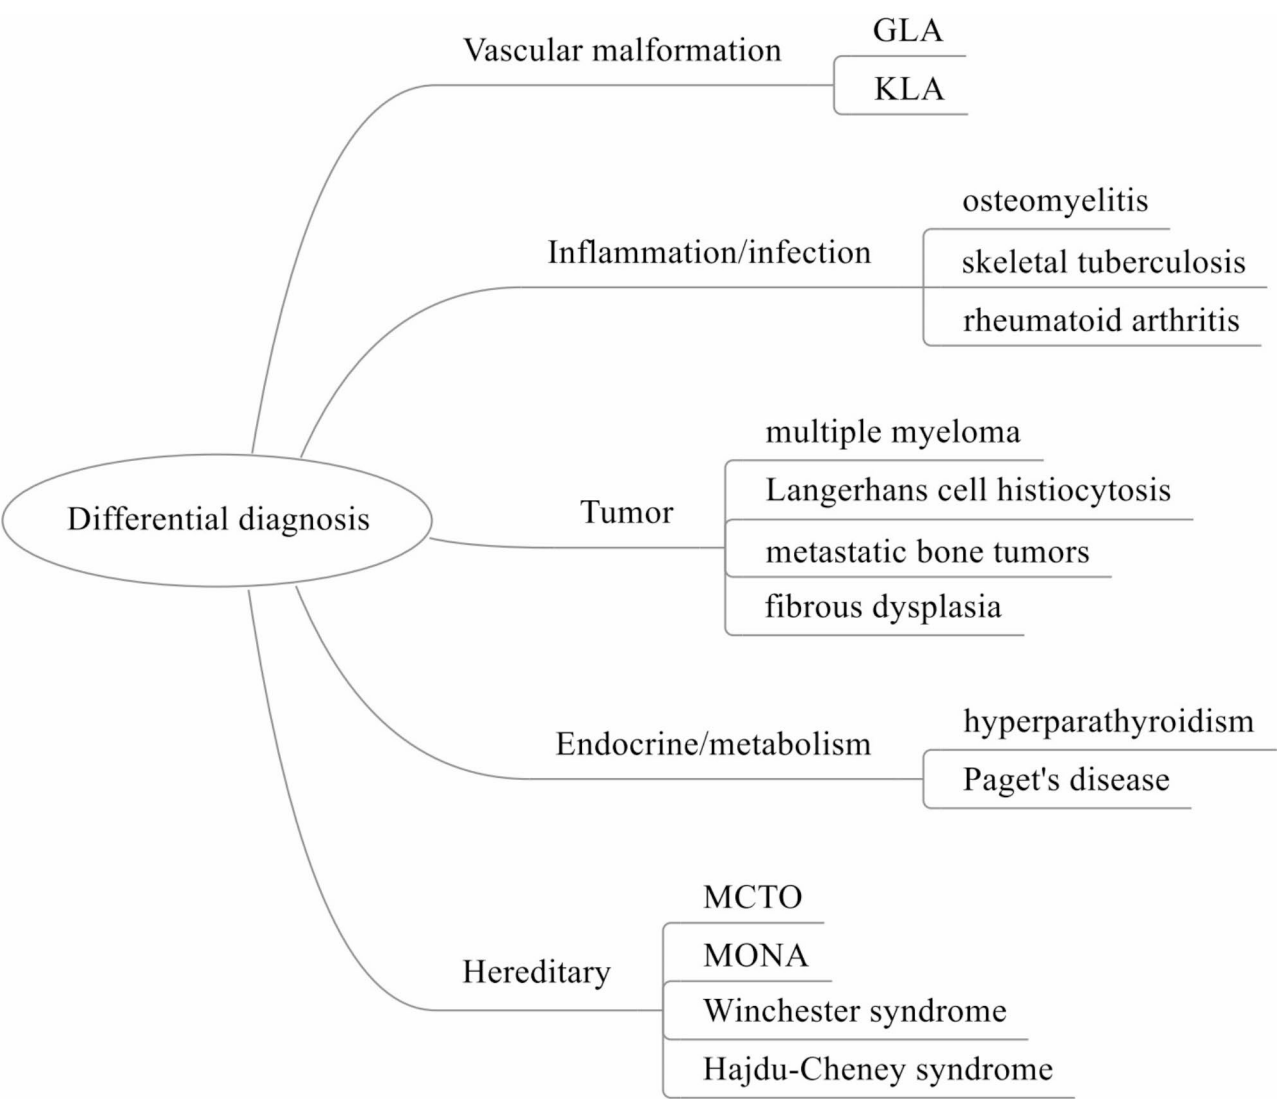 Differential diagnosis
Vascular malformation
GLA
KLA
Inflammation/infection
osteomyelitis
skeletal tuberculosis
rheumatoid arthritis
Tumor
multiple myeloma
Langerhans cell histiocytosis
metastatic bone tumors
fibrous dysplasia
Endocrine/metabolism
hyperparathyroidism
Paget's disease
Hereditary
MCTO
MONA
Winchester syndrome
Hajdu-Cheney syndrome